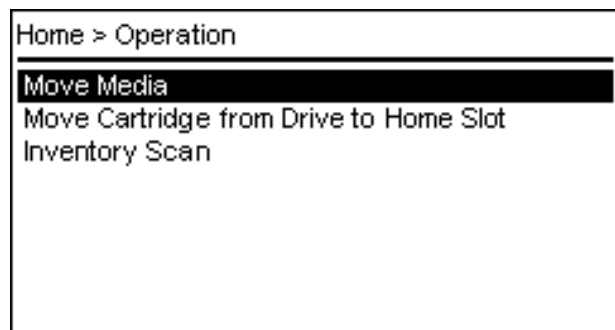 Home > Operation
Move Media
Move Cartridge from Drive to Home Slot
Inventory Scan